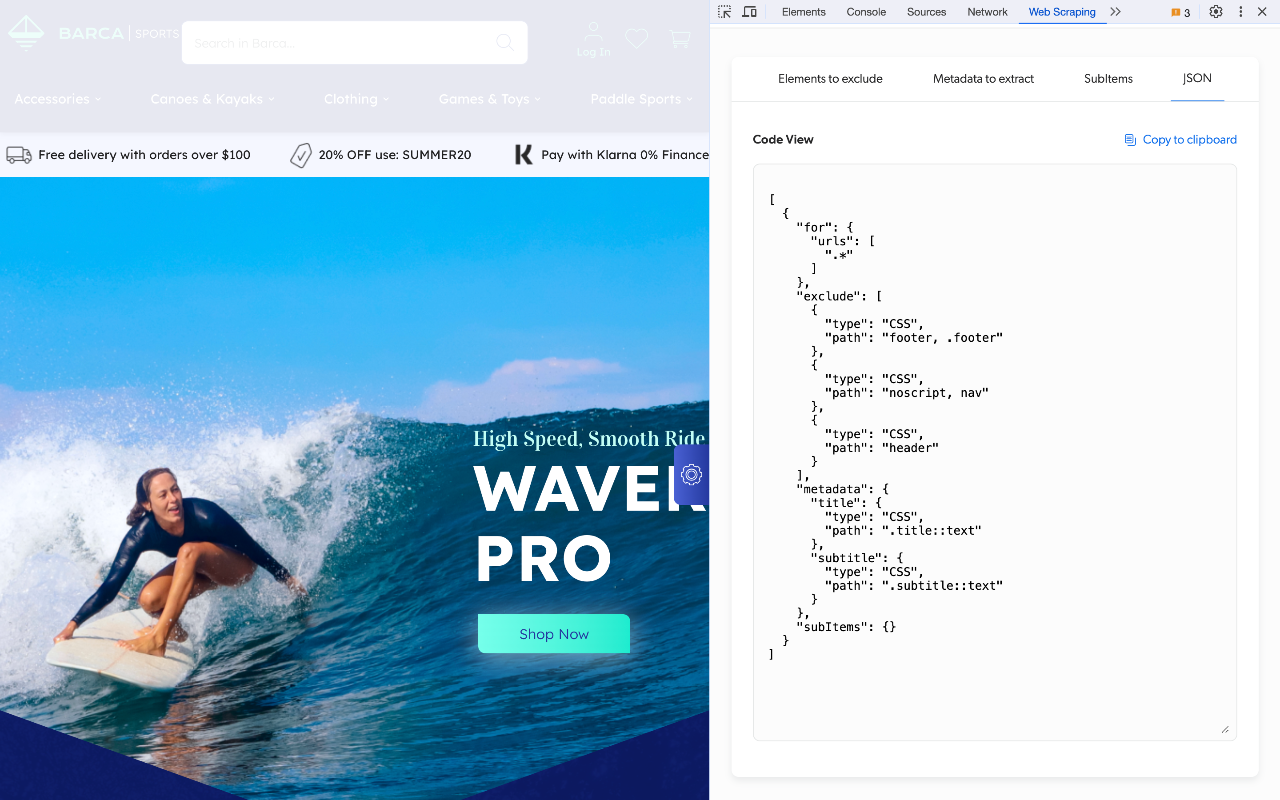 BARCA | SPORTS
Search in Barca...
Log In
Accessories
Canoes & Kayaks
Clothing
Games & Toys
Paddle Sports
Free delivery with orders over $100
20% OFF use: SUMMER20
K Pay with Klarna 0% Finance
High Speed, Smooth Ride
WAVER
PRO
Shop Now
Elements
Console
Sources
Network
Web Scraping
3
Elements to exclude
Metadata to extract
SubItems
JSON
Code View
Copy to clipboard
[
  {
    "for": {
      "urls": [
        ".*"
      ]
    },
    "exclude": [
      {
        "type": "CSS",
        "path": "footer, .footer"
      },
      {
        "type": "CSS",
        "path": "noscript, nav"
      },
      {
        "type": "CSS",
        "path": "header"
      }
    ],
    "metadata": {
      "title": {
        "type": "CSS",
        "path": ".title::text"
      },
      "subtitle": {
        "type": "CSS",
        "path": ".subtitle::text"
      }
    },
    "subItems": {}
  }
]